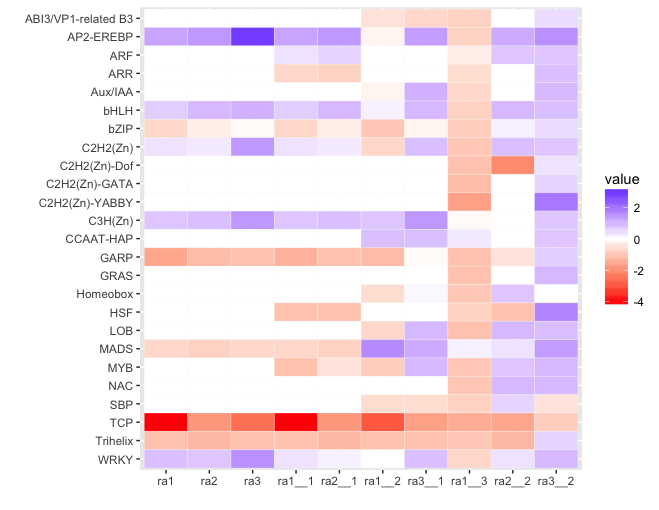 ABI3/VP1-related B3
AP2-EREBP
ARF
ARR
Aux/IAA
bHLH
bZIP
C2H2(Zn)
C2H2(Zn)-Dof
C2H2(Zn)-GATA
C2H2(Zn)-YABBY
C3H(Zn)
CCAAT-HAP
GARP
GRAS
Homeobox
HSF
LOB
MADS
MYB
NAC
SBP
TCP
Trihelix
WRKY
ra1 ra2 ra3 ra1__1 ra2__1 ra1__2 ra3__1 ra1__3 ra2__2 ra3__2
value
2
0
-2
-4